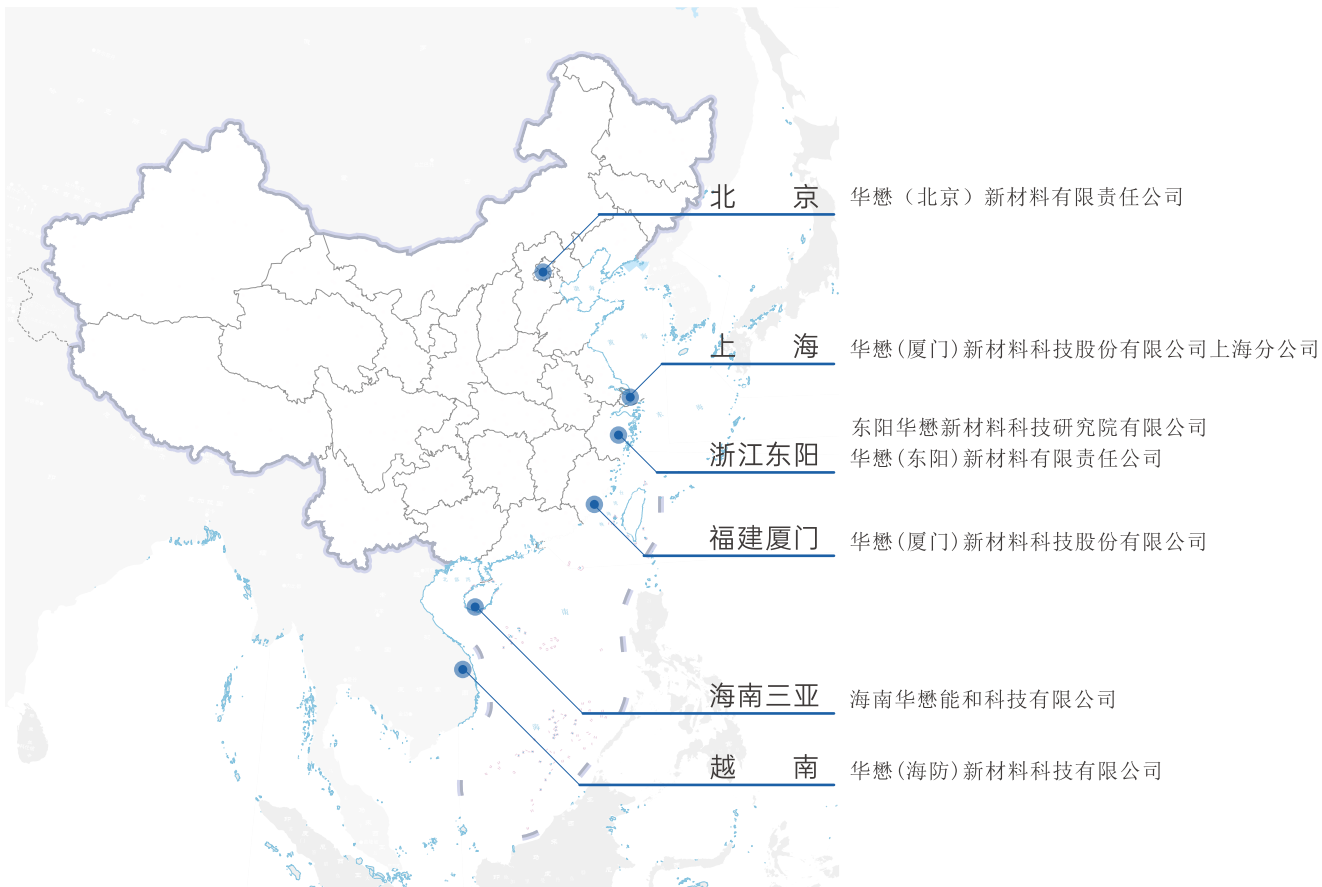 北 京 华懋（北京）新材料有限责任公司
上 海 华懋(厦门)新材料科技股份有限公司上海分公司
东阳华懋新材料科技研究院有限公司
浙江东阳 华懋(东阳)新材料有限责任公司
福建厦门 华懋(厦门)新材料科技股份有限公司
海南三亚 海南华懋能和科技有限公司
越 南 华懋(海防)新材料科技有限公司